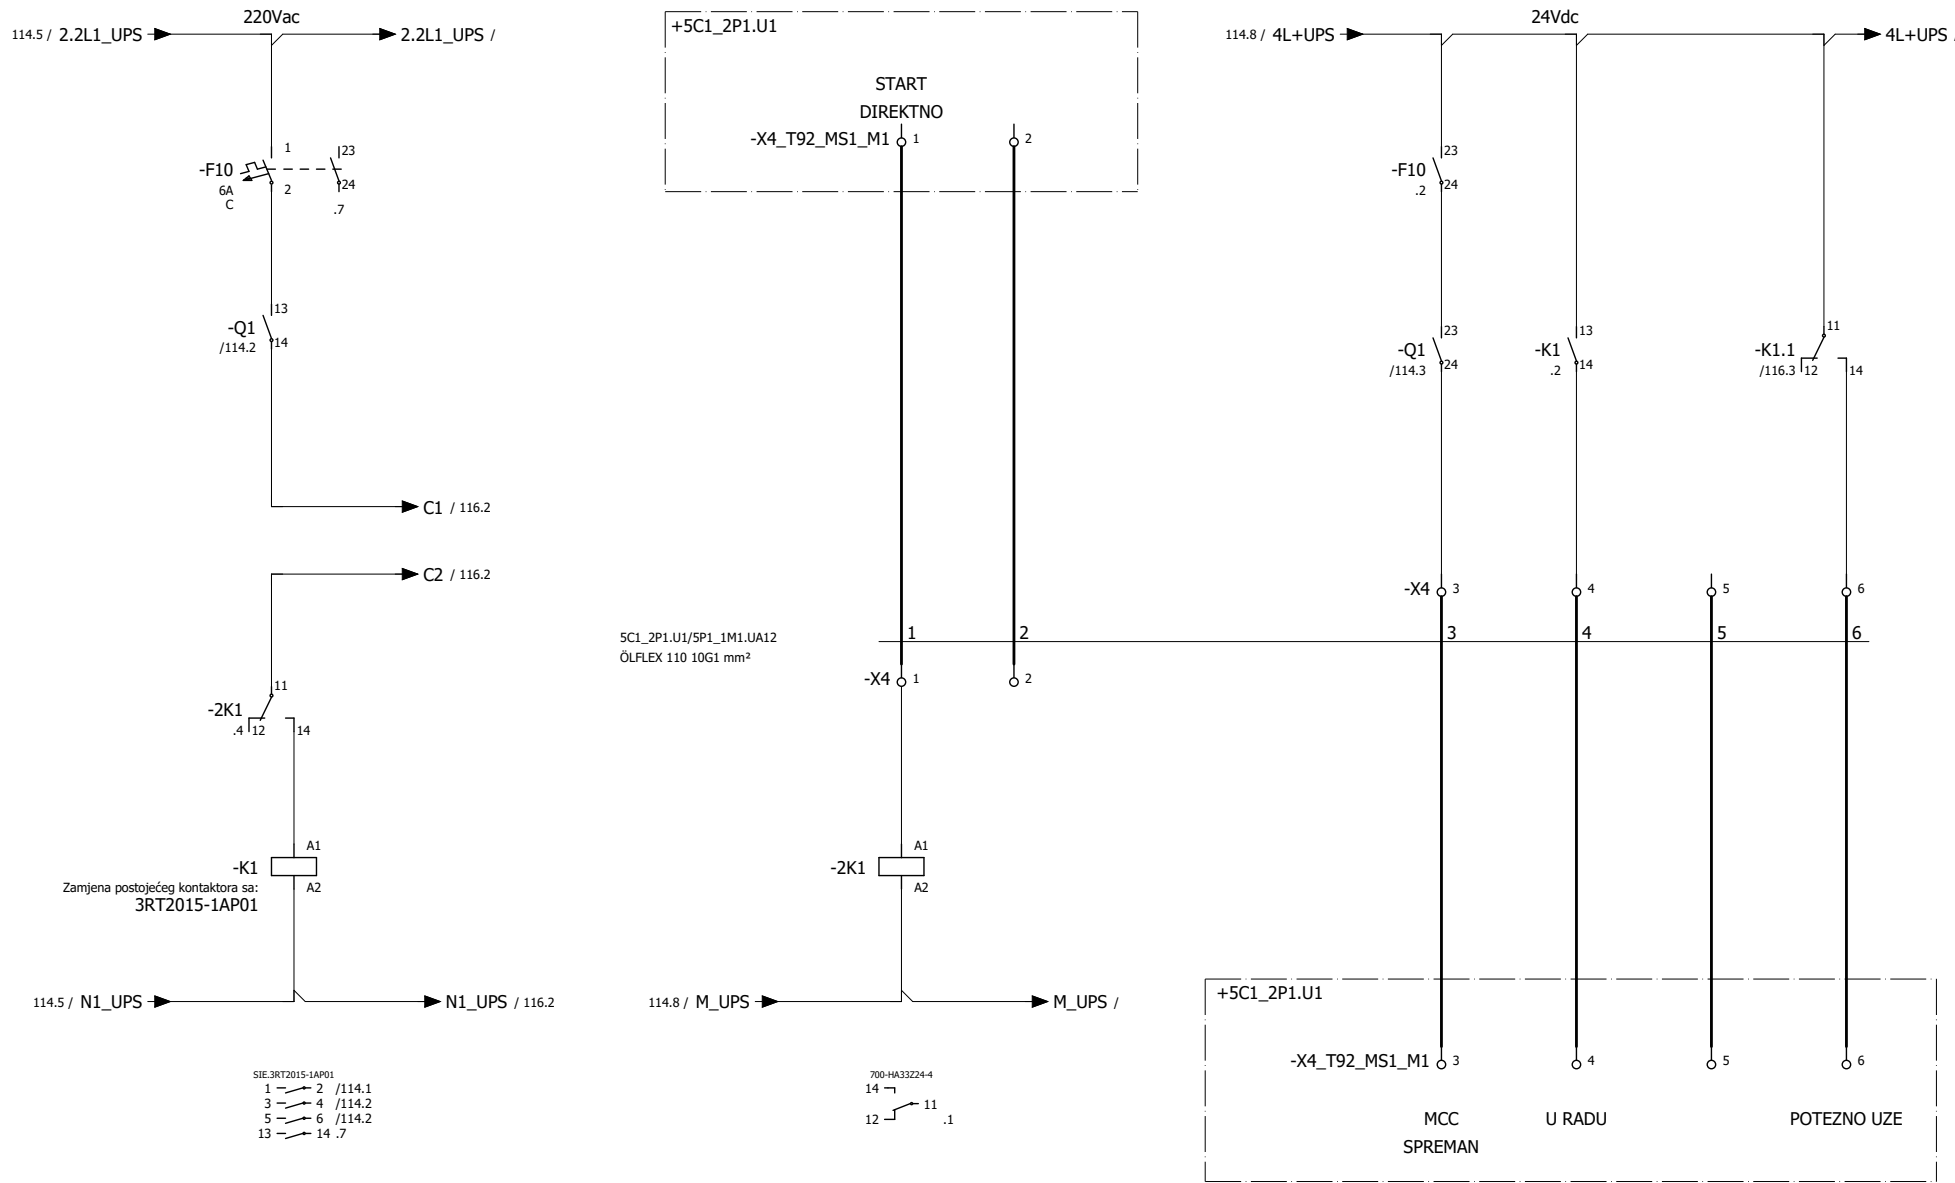 220Vac
114.5 / 2.2L1_UPS
2.2L1_UPS /
-F10
6A
C
1
2
23
24
.7
-Q1
/114.2
13
14
C1 / 116.2
C2 / 116.2
-2K1
.4
11
12
14
-K1
A1
A2
Zamjena postojećeg kontaktora sa:
3RT2015-1AP01
114.5 / N1_UPS
N1_UPS / 116.2
SIE.3RT2015-1AP01
1 2 /114.1
3 4 /114.2
5 6 /114.2
13 14 .7
+5C1_2P1.U1
START
DIREKTNO
-X4_T92_MS1_M1
1
2
5C1_2P1.U1/5P1_1M1.UA12
ÖLFLEX 110 10G1 mm²
1
2
3
4
5
6
-X4
1
2
-2K1
A1
A2
114.8 / M_UPS
M_UPS /
700-HA33Z24-4
14
11
12
.1
24Vdc
114.8 / 4L+UPS
4L+UPS /
-F10
.2
23
24
-Q1
/114.3
23
24
-K1
.2
13
14
-K1.1
/116.3
11
12
14
-X4
3
4
5
6
+5C1_2P1.U1
-X4_T92_MS1_M1
3
4
5
6
MCC
SPREMAN
U RADU
POTEZNO UZE